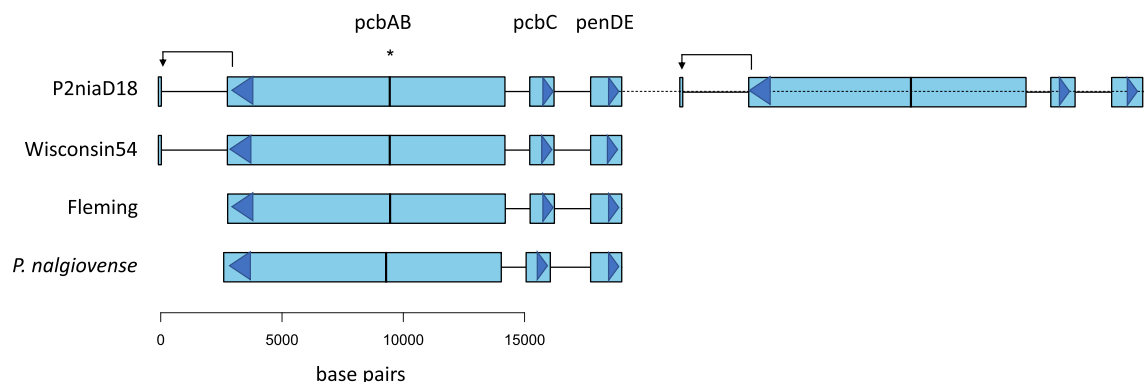 pcbAB pcbC penDE
*
P2niaD18
Wisconsin54
Fleming
P. nalgiovense
0 5000 10000 15000
base pairs